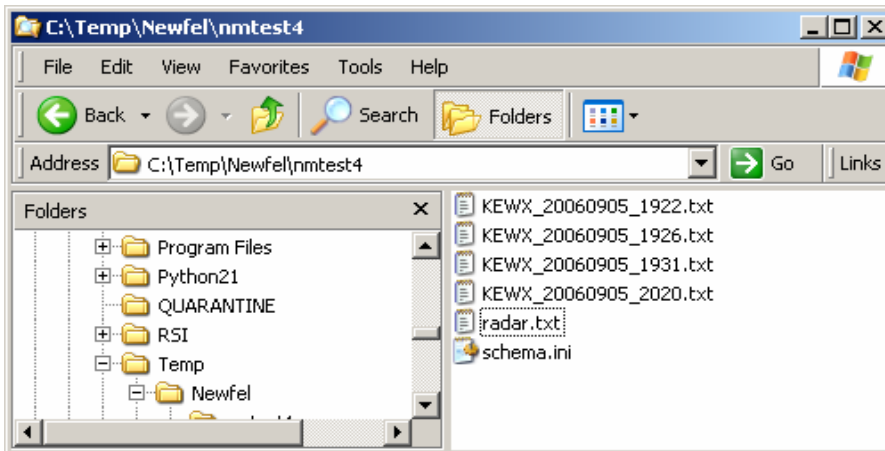 C:\Temp\Newfel\nmtest4
File Edit View Favorites Tools Help
Back Search Folders
Address C:\Temp\Newfel\nmtest4 Go Links
Folders
Program Files
Python21
QUARANTINE
RSI
Temp
Newfel
KEWX_20060905_1922.txt
KEWX_20060905_1926.txt
KEWX_20060905_1931.txt
KEWX_20060905_2020.txt
radar.txt
schema.ini